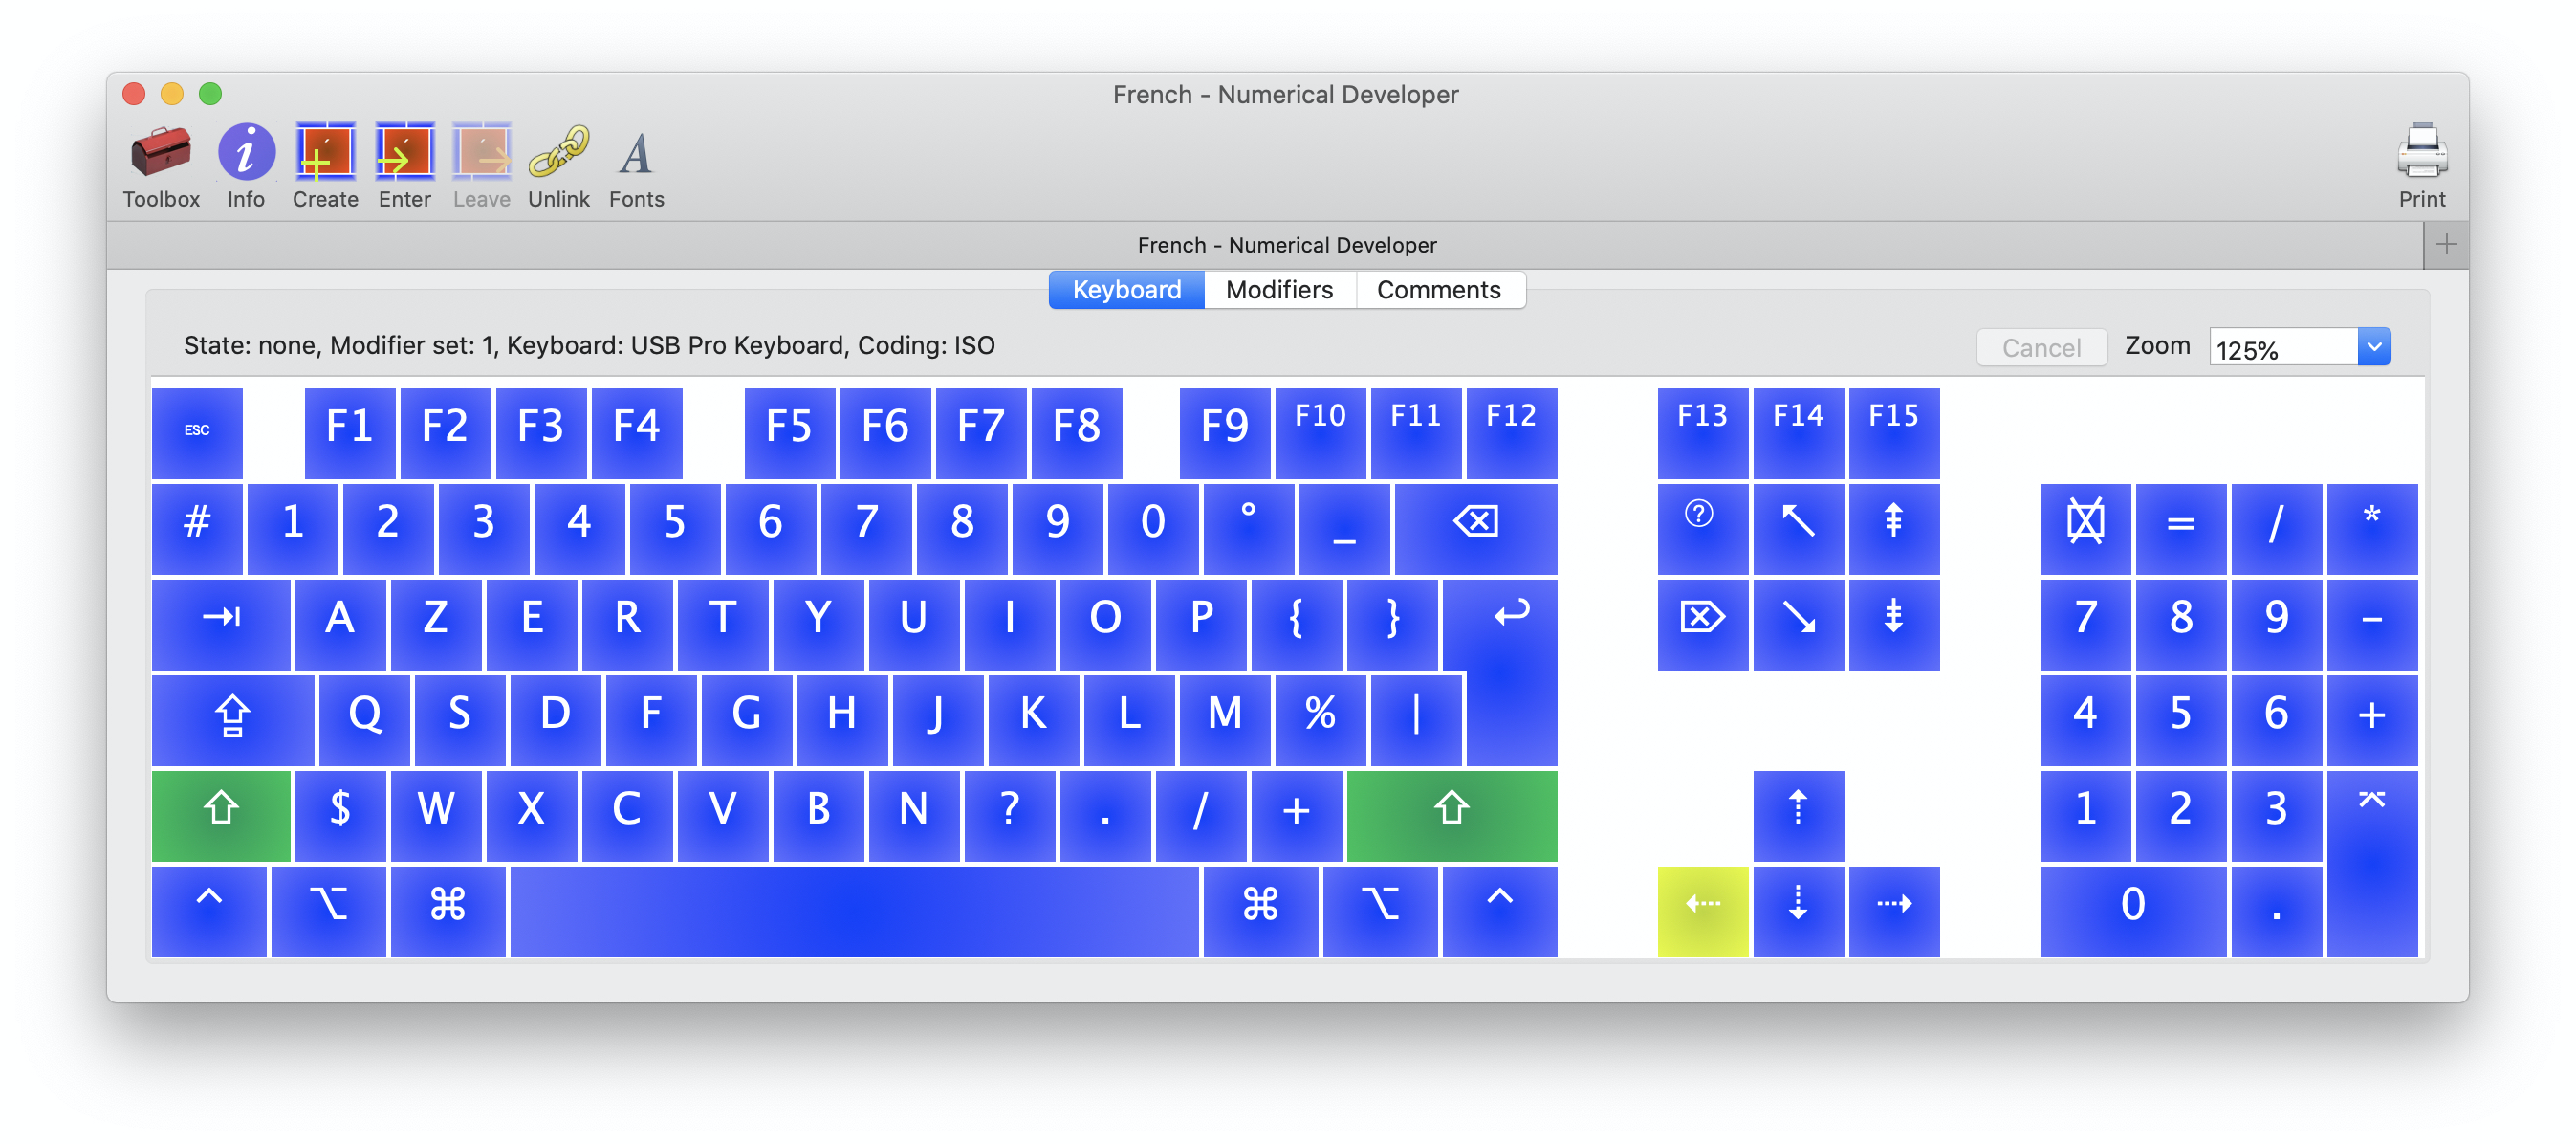 French - Numerical Developer
Toolbox Info Create Enter Leave Unlink Fonts Print
French - Numerical Developer +
Keyboard Modifiers Comments
State: none, Modifier set: 1, Keyboard: USB Pro Keyboard, Coding: ISO Cancel Zoom 125%
ESC F1 F2 F3 F4 F5 F6 F7 F8 F9 F10 F11 F12 F13 F14 F15
# 1 2 3 4 5 6 7 8 9 0 ° _ ⌫ ? ↖ ⇞ = / *
⇥ A Z E R T Y U I O P { } ↩ ⌦ ↘ ⇟ 7 8 9 -
⇪ Q S D F G H J K L M % | 4 5 6 +
⇧ $ W X C V B N ? . / + ⇧ ⇡ 1 2 3 ⌤
^ ⌥ ⌘ ⌘ ⌥ ^ ⇠ ⇣ ⇢ 0 .